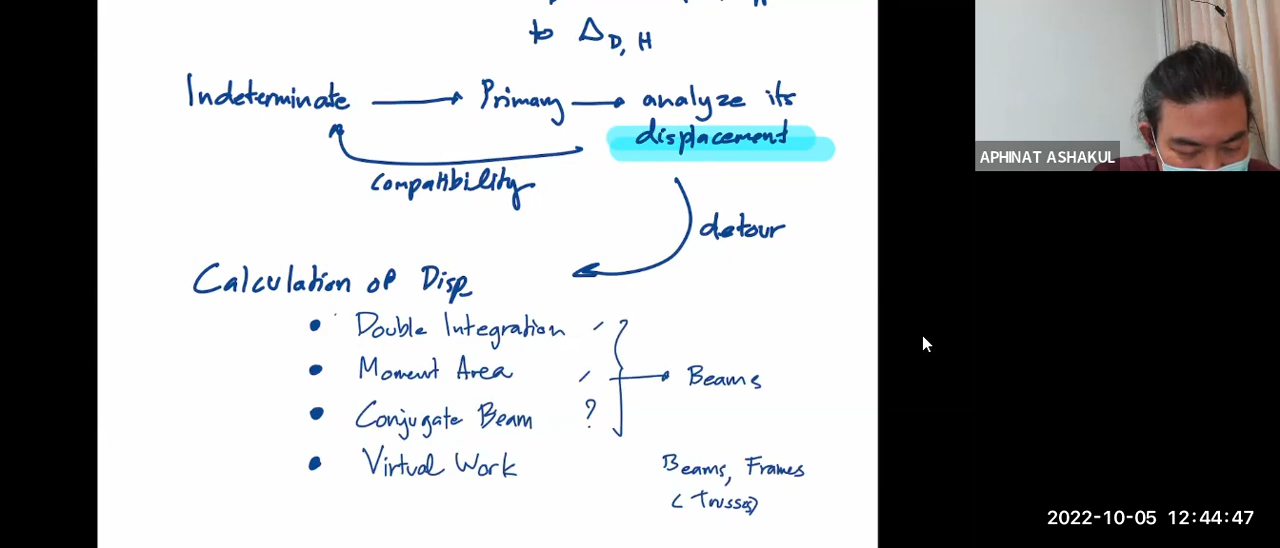 to Δ D, H
Indeterminate → Primary → analyze its
displacement
compatibility
detour
Calculation of Disp
• Double Integration
• Moment Area
• Conjugate Beam ?
• Virtual Work
Beams
Beams, Frames
(Trusses)
APHINAT ASHAKUL
2022-10-05 12:44:47